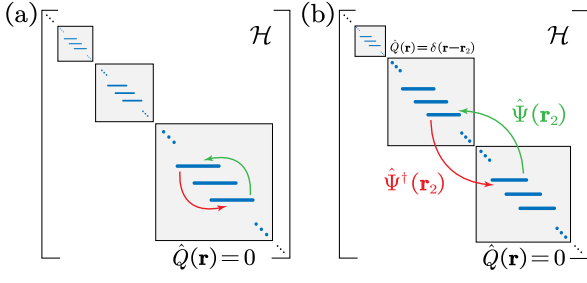 (a)
ℋ
Q̂(𝐫) = 0
(b)
ℋ
Q̂(𝐫) = δ(𝐫−𝐫₂)
Ψ̂(𝐫₂)
Ψ̂†(𝐫₂)
Q̂(𝐫) = 0